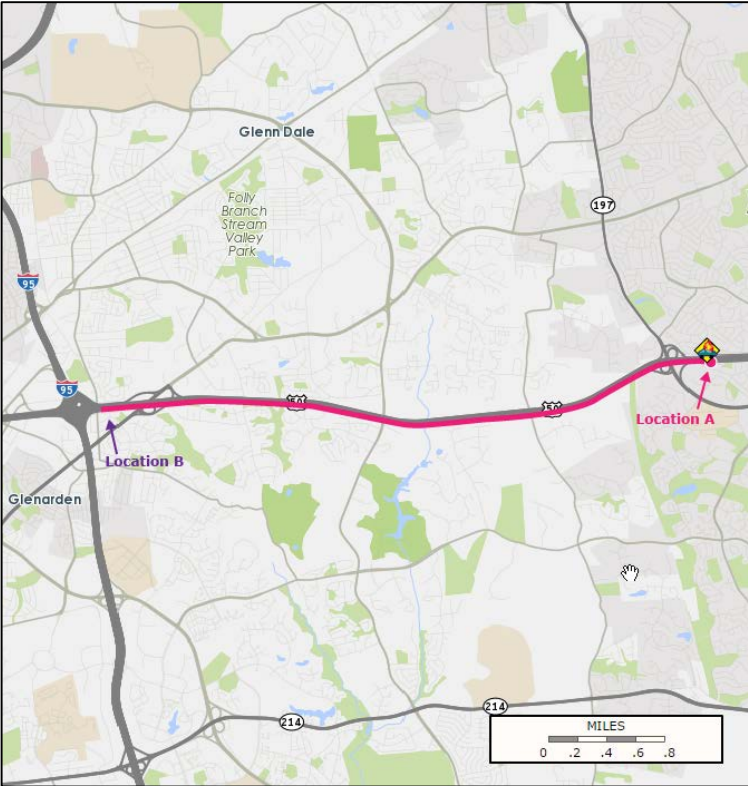 Glenn Dale
Folly
Branch
Stream
Valley
Park
197
95
95
50
50
Location A
Location B
Glenarden
214
214
MILES
0 .2 .4 .6 .8